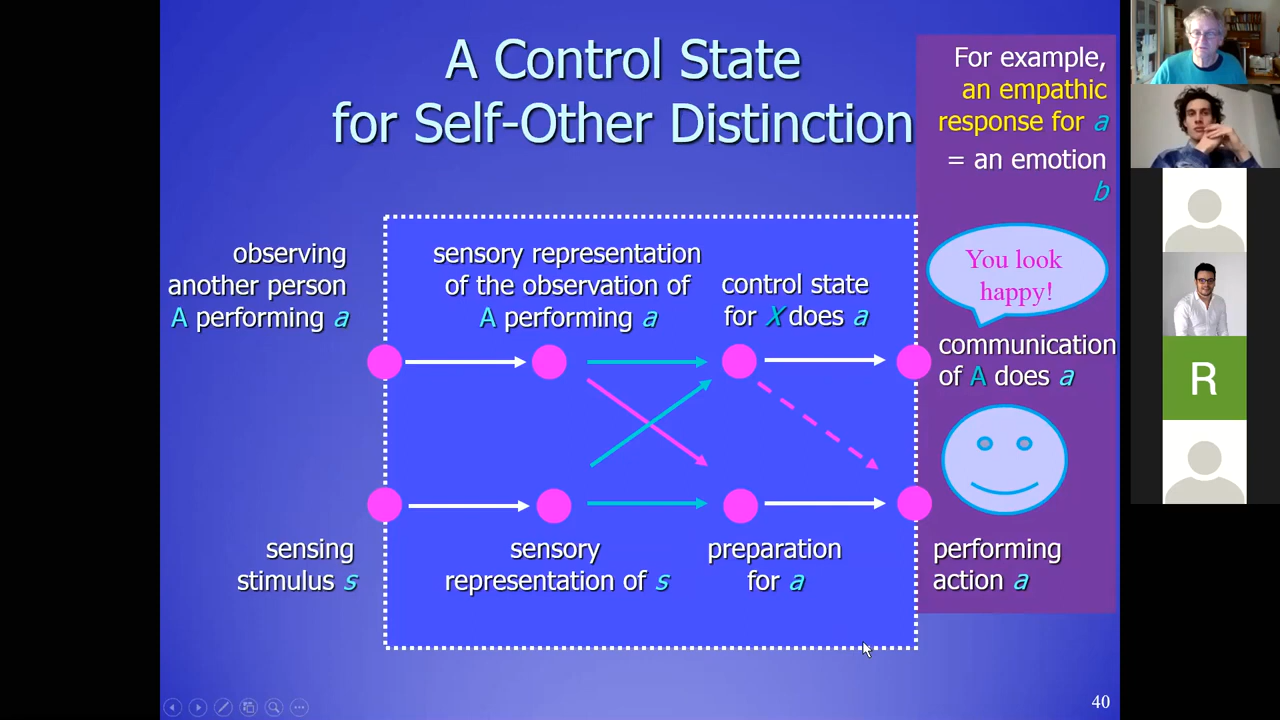 A Control State
for Self-Other Distinction
For example,
an empathic
response for a
= an emotion
b
observing
another person
A performing a
sensory representation
of the observation of
A performing a
control state
for X does a
You look
happy!
communication
of A does a
sensing
stimulus s
sensory
representation of s
preparation
for a
performing
action a
R
40